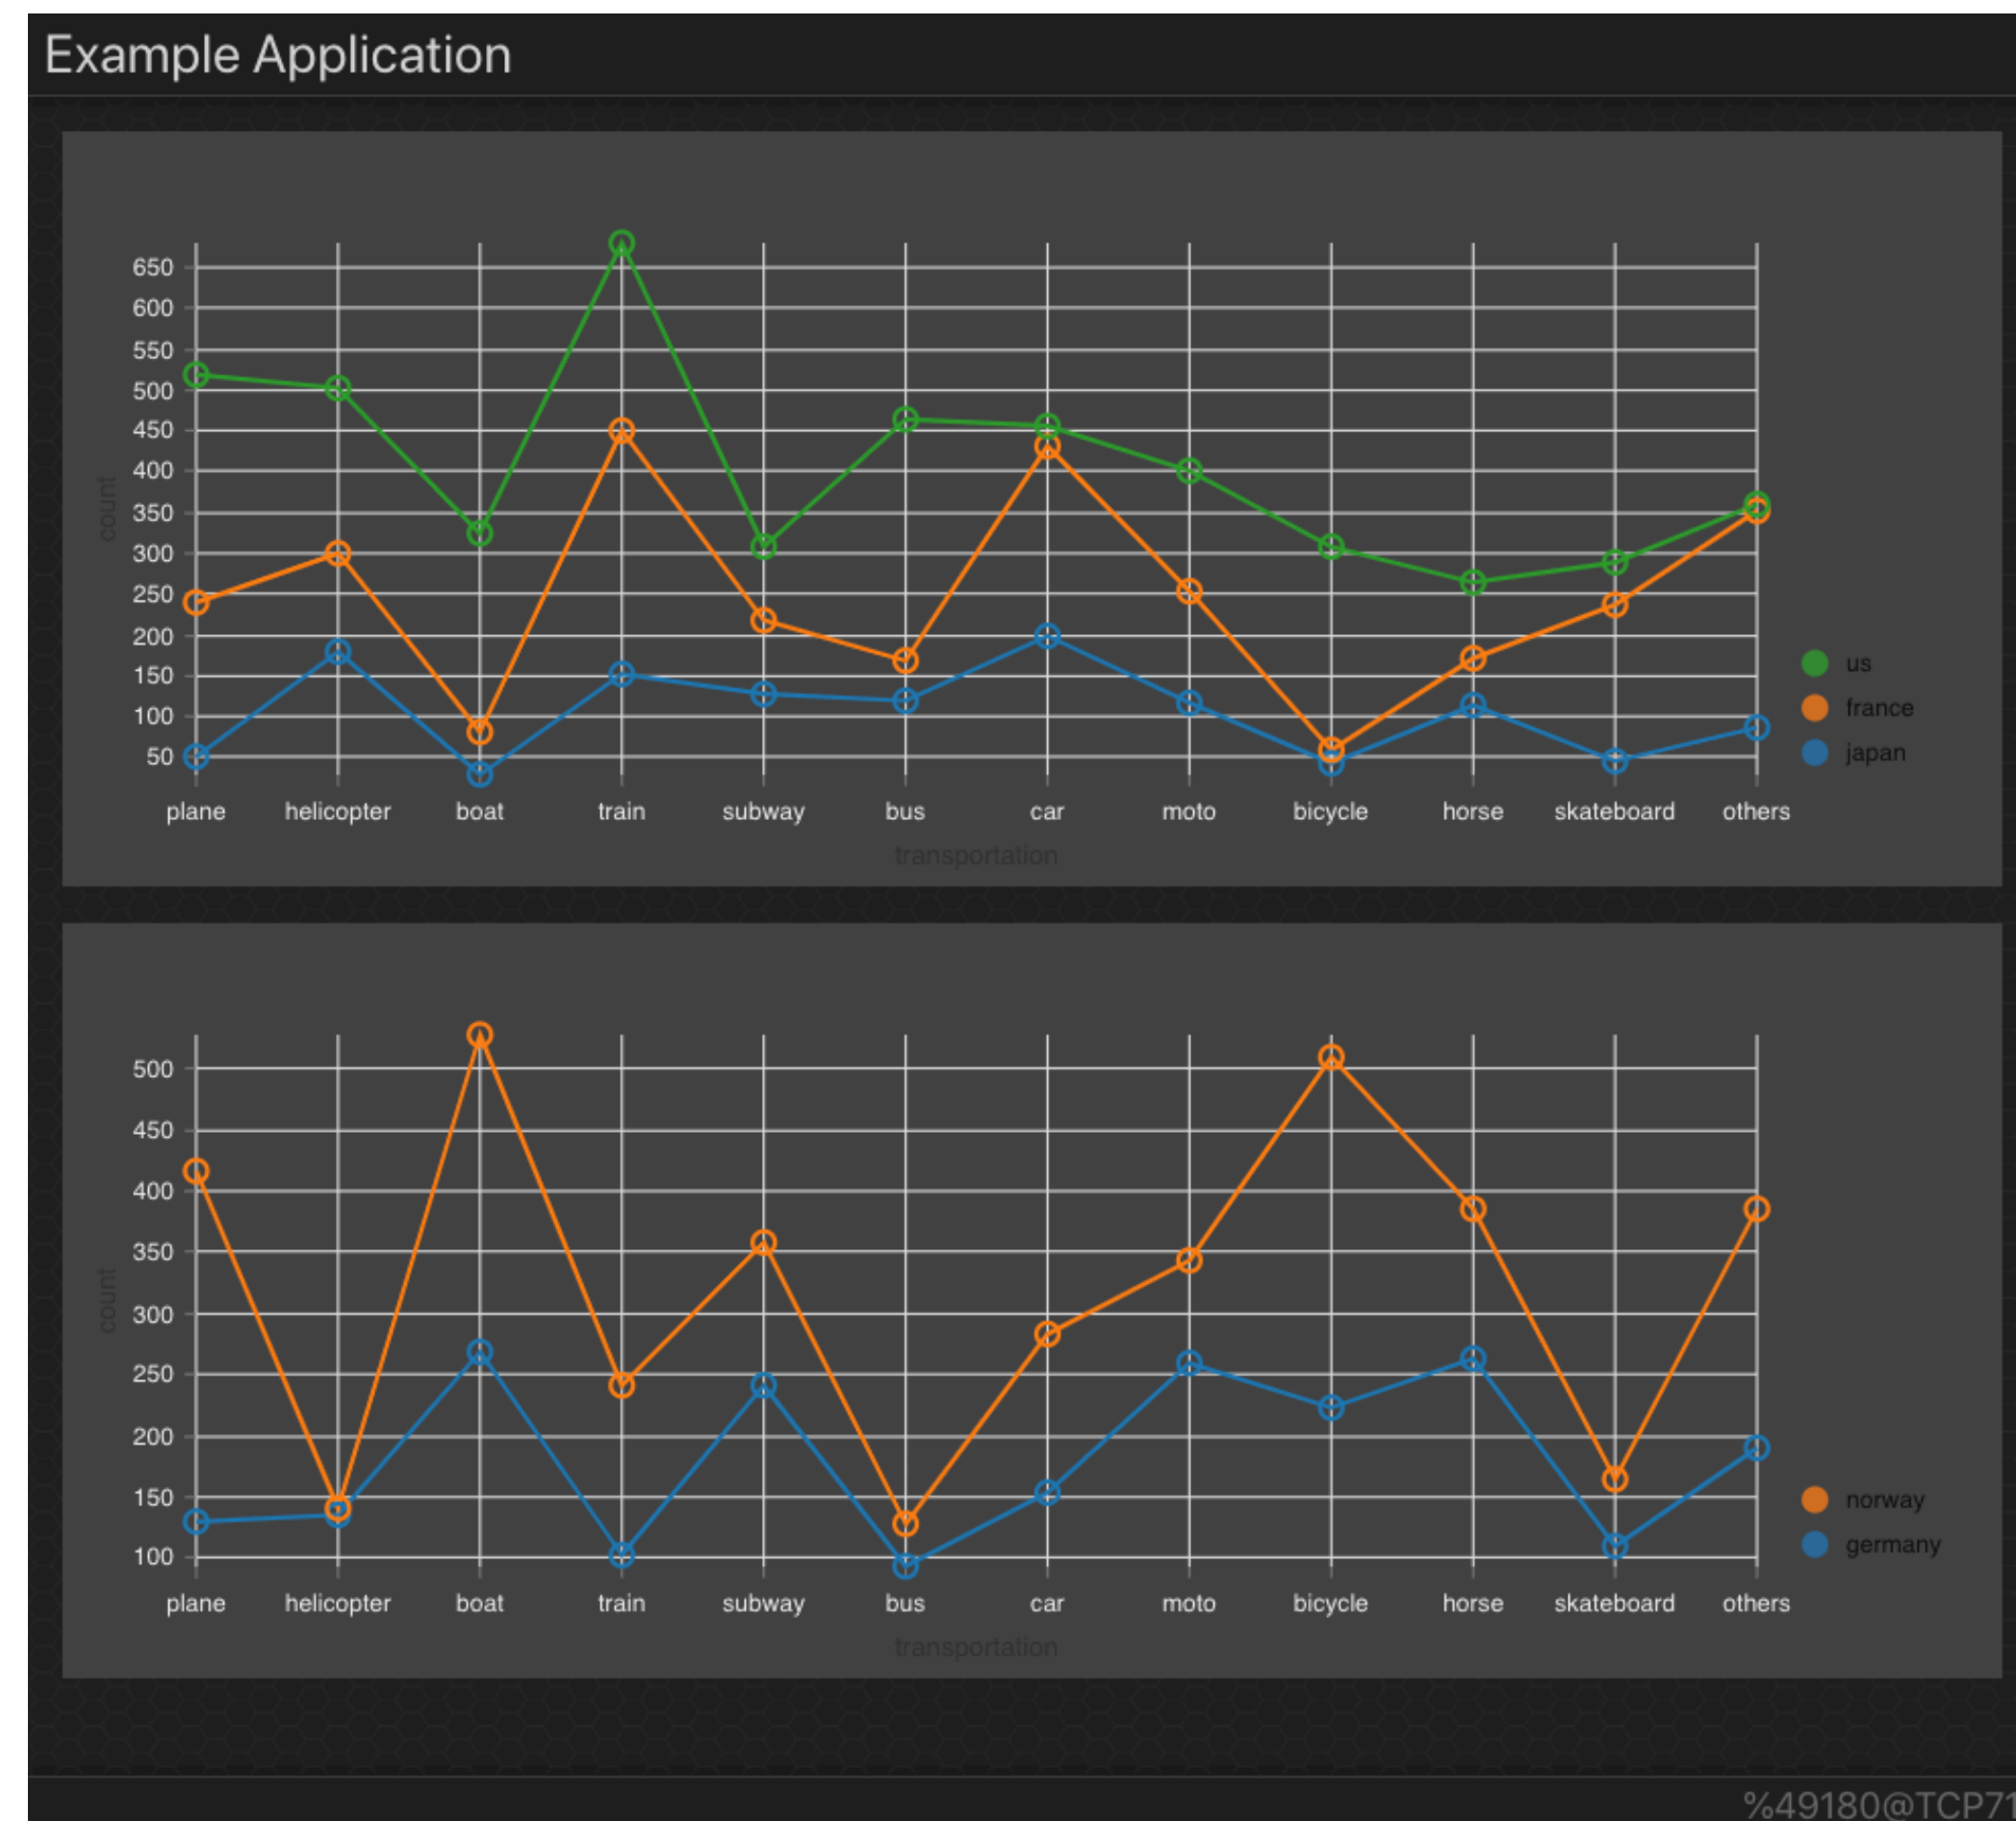 Example Application
650
600
550
500
450
400
350
300
250
200
150
100
50
count
plane helicopter boat train subway bus car moto bicycle horse skateboard others
transportation
us
france
japan
500
450
400
350
300
250
200
150
100
count
plane helicopter boat train subway bus car moto bicycle horse skateboard others
transportation
norway
germany
%49180@TCP71